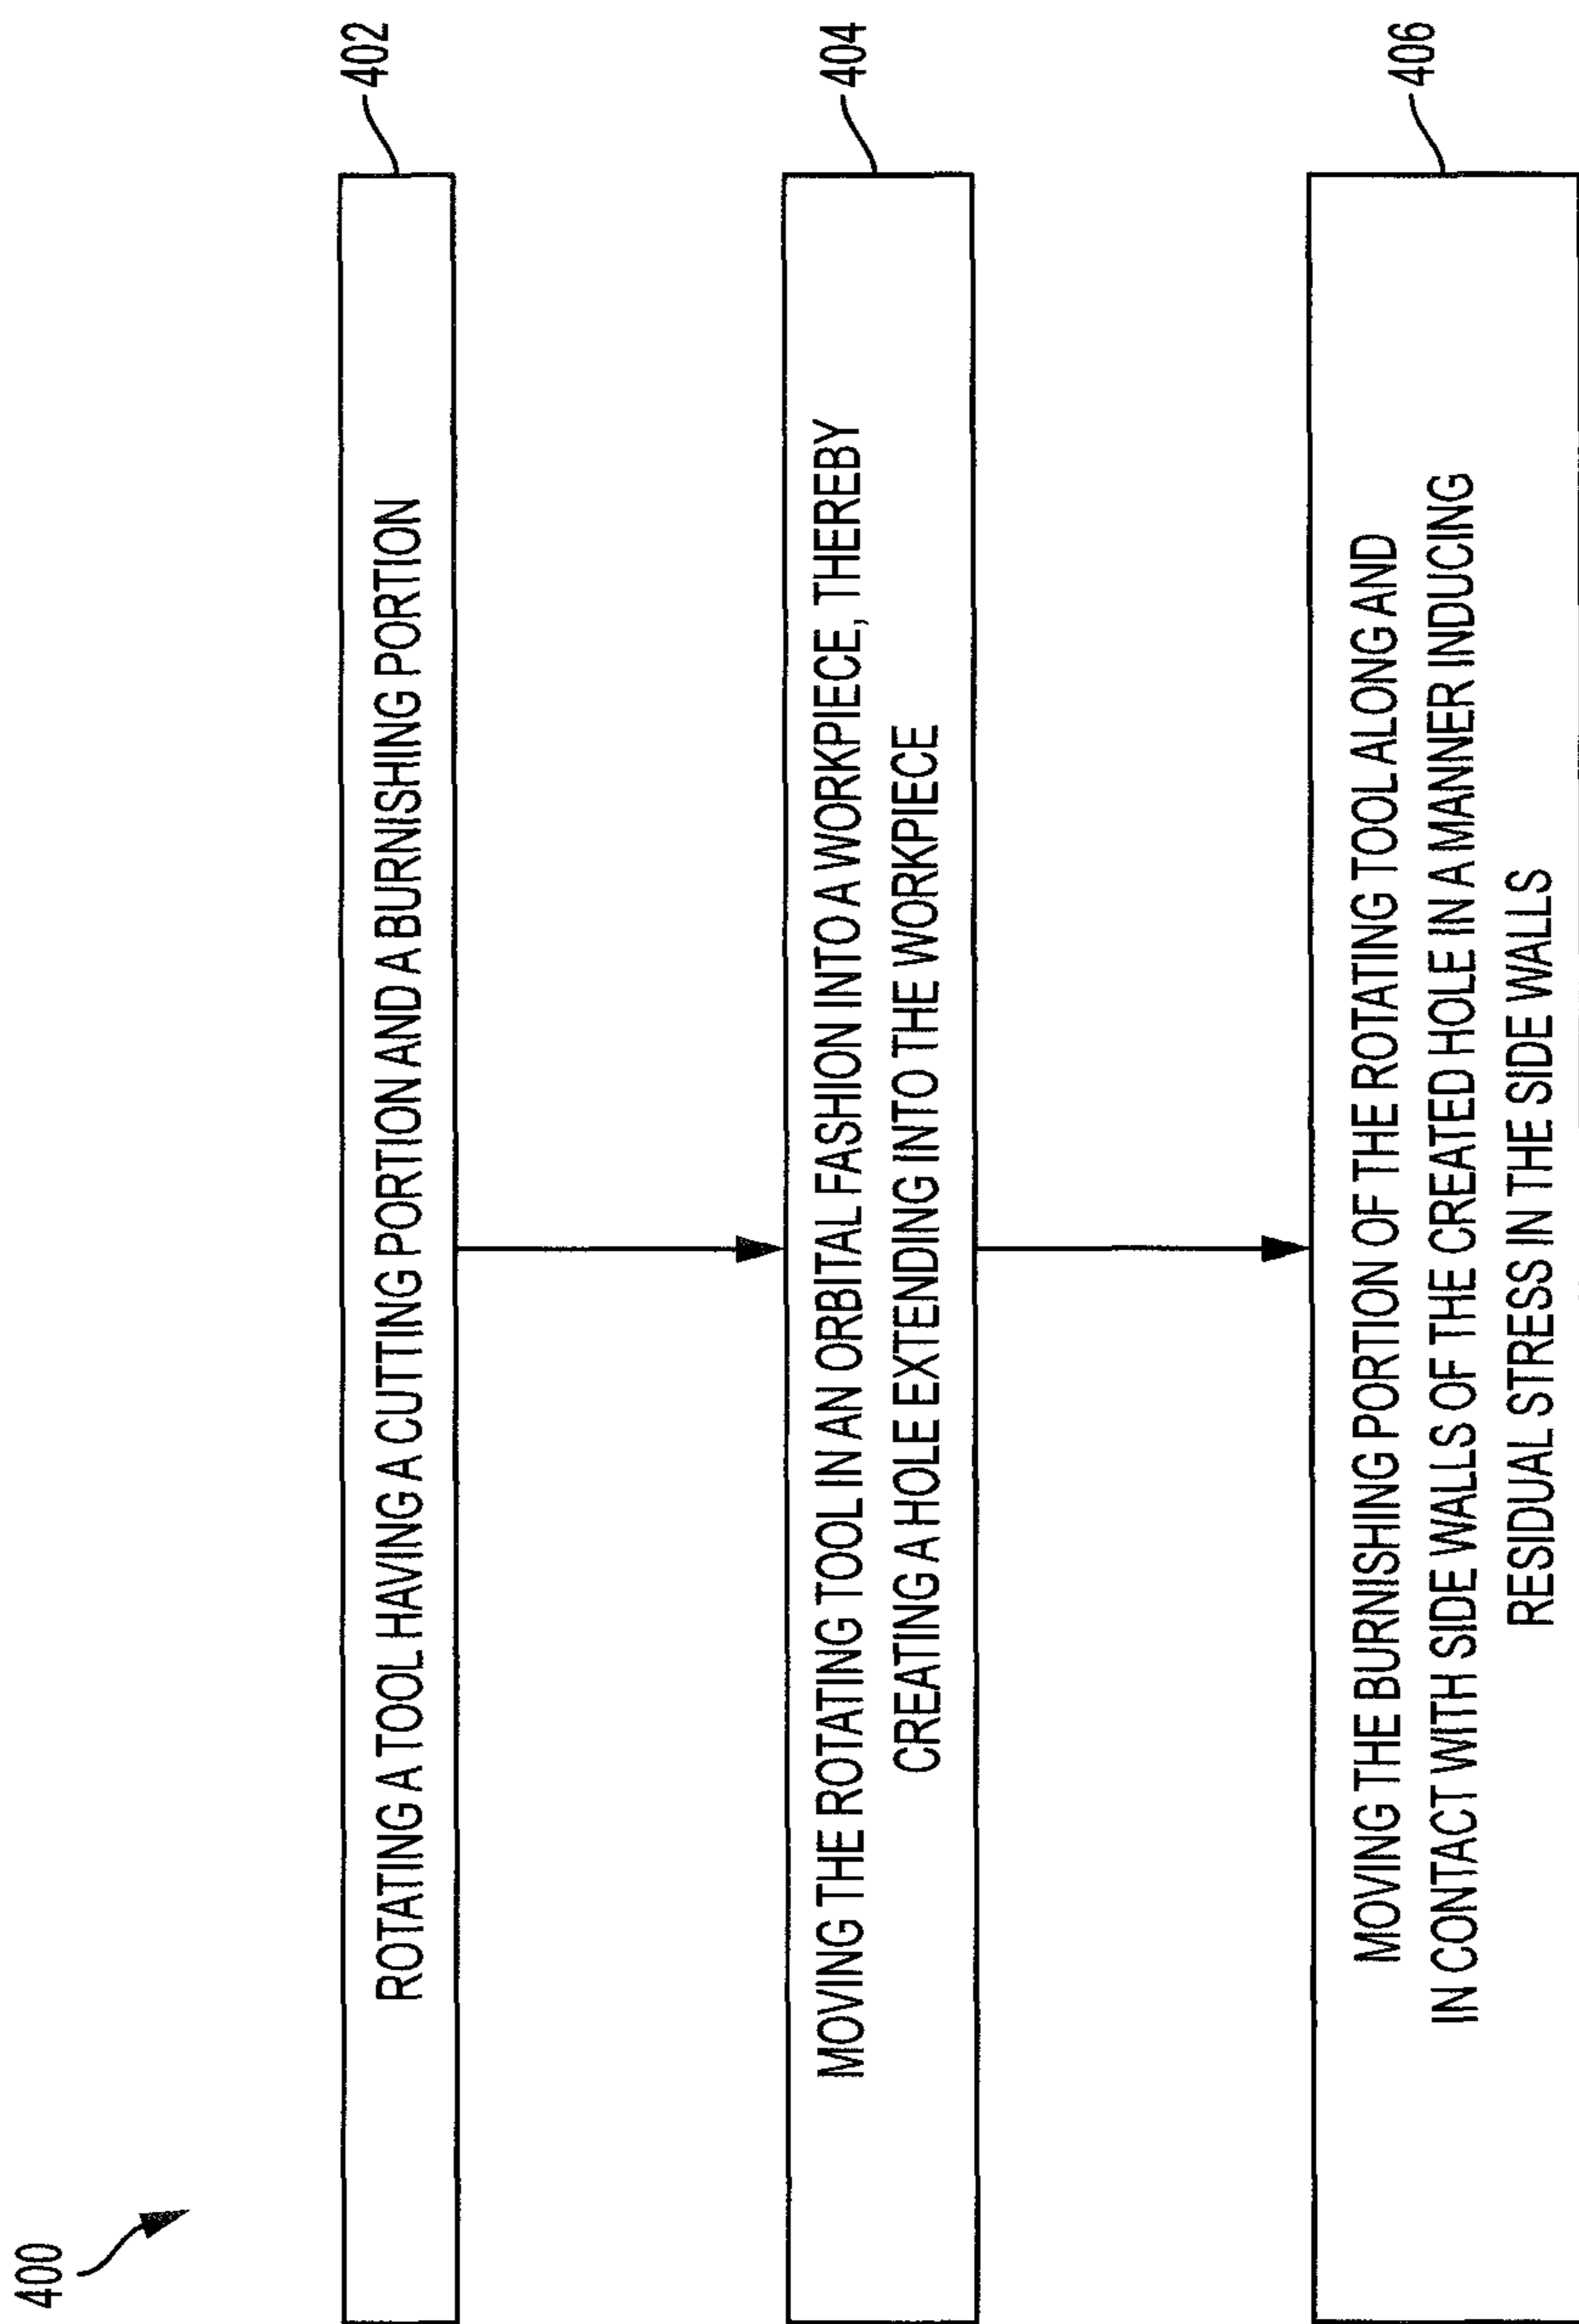 400
ROTATING A TOOL HAVING A CUTTING PORTION AND A BURNISHING PORTION
402
MOVING THE ROTATING TOOL IN AN ORBITAL FASHION INTO A WORKPIECE, THEREBY
CREATING A HOLE EXTENDING INTO THE WORKPIECE
404
MOVING THE BURNISHING PORTION OF THE ROTATING TOOL ALONG AND
IN CONTACT WITH SIDE WALLS OF THE CREATED HOLE IN A MANNER INDUCING
RESIDUAL STRESS IN THE SIDE WALLS
406